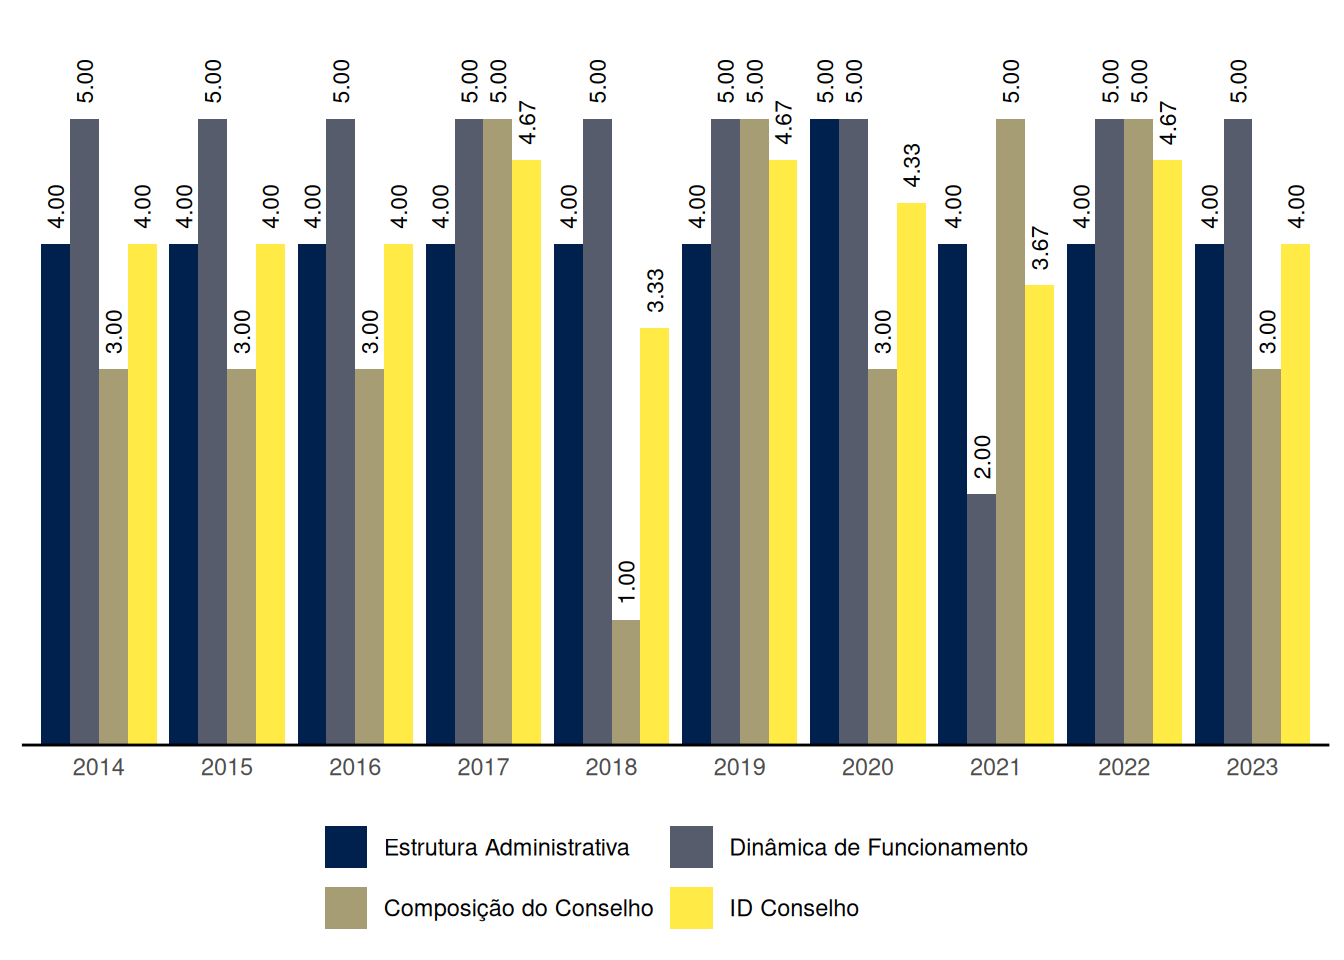 4.00 5.00 3.00 4.00 4.00 5.00 3.00 4.00 4.00 5.00 3.00 4.00 4.00 5.00 5.00 4.67 4.00 5.00 1.00 3.33 4.00 5.00 5.00 4.67 5.00 5.00 3.00 4.33 4.00 2.00 5.00 3.67 4.00 5.00 5.00 4.67 4.00 5.00 3.00 4.00
2014 2015 2016 2017 2018 2019 2020 2021 2022 2023
Estrutura Administrativa Dinâmica de Funcionamento
Composição do Conselho ID Conselho